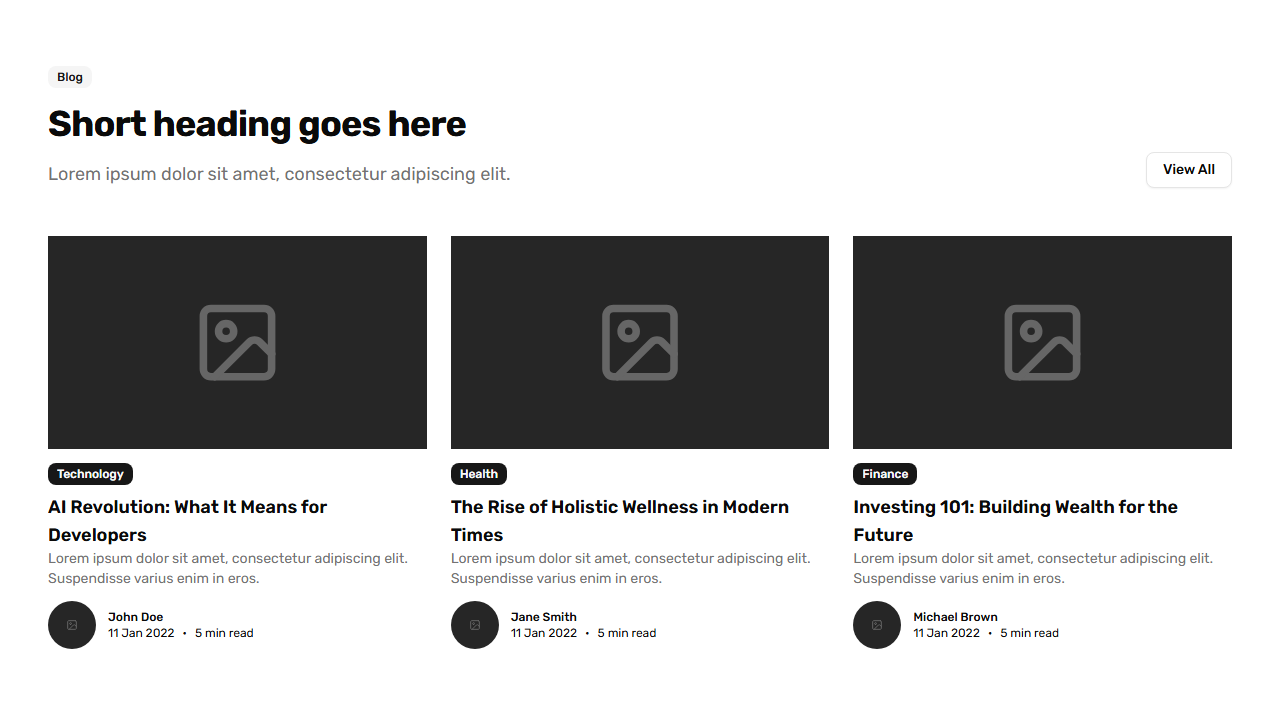 Blog
Short heading goes here
Lorem ipsum dolor sit amet, consectetur adipiscing elit.
View All
Technology
AI Revolution: What It Means for
Developers
Lorem ipsum dolor sit amet, consectetur adipiscing elit.
Suspendisse varius enim in eros.
John Doe
11 Jan 2022 • 5 min read
Health
The Rise of Holistic Wellness in Modern
Times
Lorem ipsum dolor sit amet, consectetur adipiscing elit.
Suspendisse varius enim in eros.
Jane Smith
11 Jan 2022 • 5 min read
Finance
Investing 101: Building Wealth for the
Future
Lorem ipsum dolor sit amet, consectetur adipiscing elit.
Suspendisse varius enim in eros.
Michael Brown
11 Jan 2022 • 5 min read